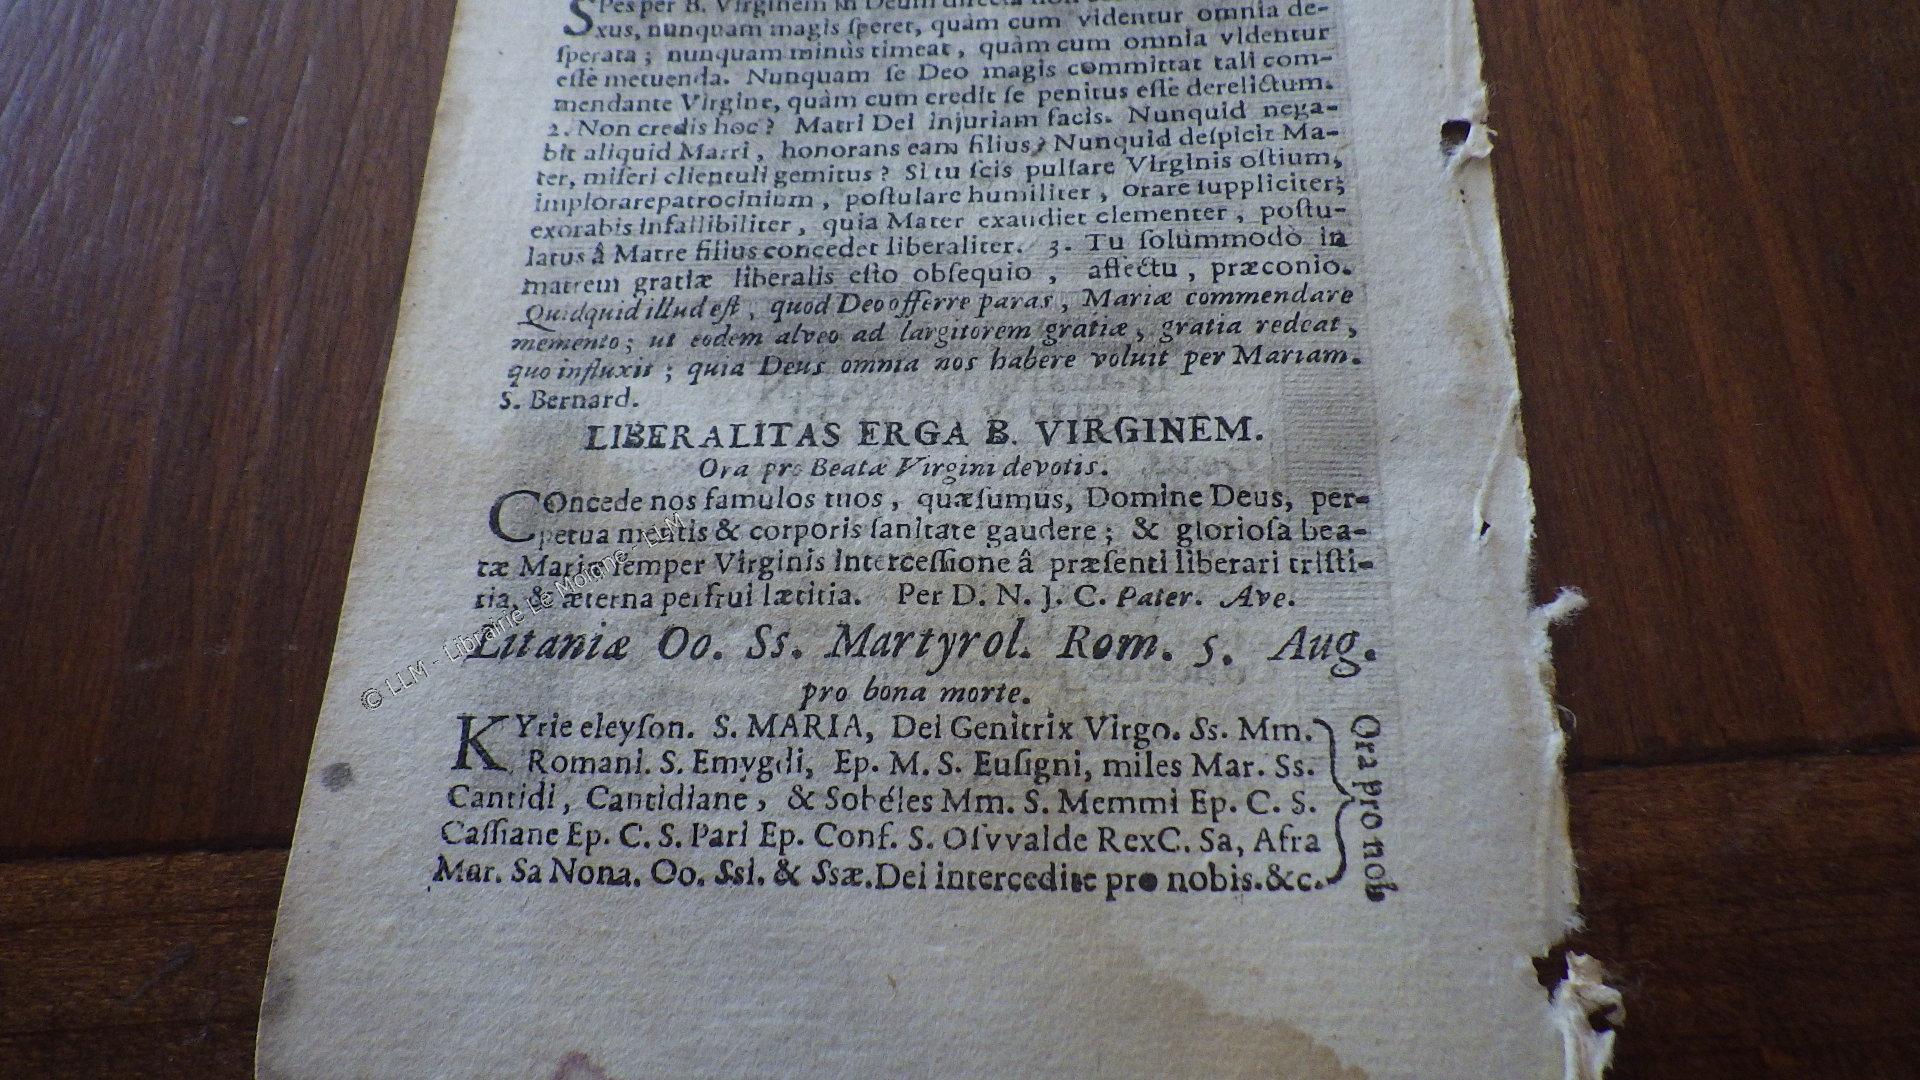 SPes per B. Virginem in Deum directa non
xus, nunquam magis ſperet, quàm cum videntur omnia de-
ſperata; nunquam minùs timeat, quàm cum omnia videntur
eſſe metuenda. Nunquam ſe Deo magis committat tali com-
mendante Virgine, quàm cum credit ſe penitus eſſe derelictum.
2. Non credis hoc? Matri Dei injuriam facis. Nunquid nega-
bit aliquid Matri, honorans eam filius? Nunquid deſpicit Ma-
ter, miſeri clientuli gemitus? Si tu ſcis pulſare Virginis oſtium,
implorare patrocinium, poſtulare humiliter, orare ſuppliciter;
exorabis infallibiliter, quia Mater exaudiet clementer, poſtu-
latus â Matre filius concedet liberaliter. 3. Tu ſolùmmodò in
matrem gratiæ liberalis eſto obſequio, affectu, præconio.
Quidquid illud eſt, quod Deo offerre paras, Mariæ commendare
memento; ut eodem alveo ad largitorem gratiæ, gratia redeat,
quo influxit; quia Deus omnia nos habere voluit per Mariam.
S. Bernard.
LIBERALITAS ERGA B. VIRGINEM.
Ora pro Beatæ Virgini devotis.
COncede nos famulos tuos, quæſumus, Domine Deus, per-
petua mentis & corporis ſanitate gaudere; & glorioſa bea-
tæ Mariæ ſemper Virginis interceſſione â præſenti liberari triſti-
tia, & æterna perfrui lætitia. Per D. N. J. C. Pater. Ave.
Litaniæ Oo. Ss. Martyrol. Rom. 5. Aug.
pro bona morte.
KYrie eleyſon. S. MARIA, Dei Genitrix Virgo. Ss. Mm.
Romani. S. Emygdi, Ep. M. S. Euſigni, miles Mar. Ss.
Cantidi, Cantidiane, & Sobéles Mm. S. Memmi Ep. C. S.
Caſſiane Ep. C. S. Pari Ep. Conf. S. Oſvvalde Rex C. Sa, Afra
Mar. Sa Nona. Oo. Ssi. & Ssæ. Dei intercedite pro nobis. &c.
Ora pro nob
© LLM - Librairie Le Moigne - LLM